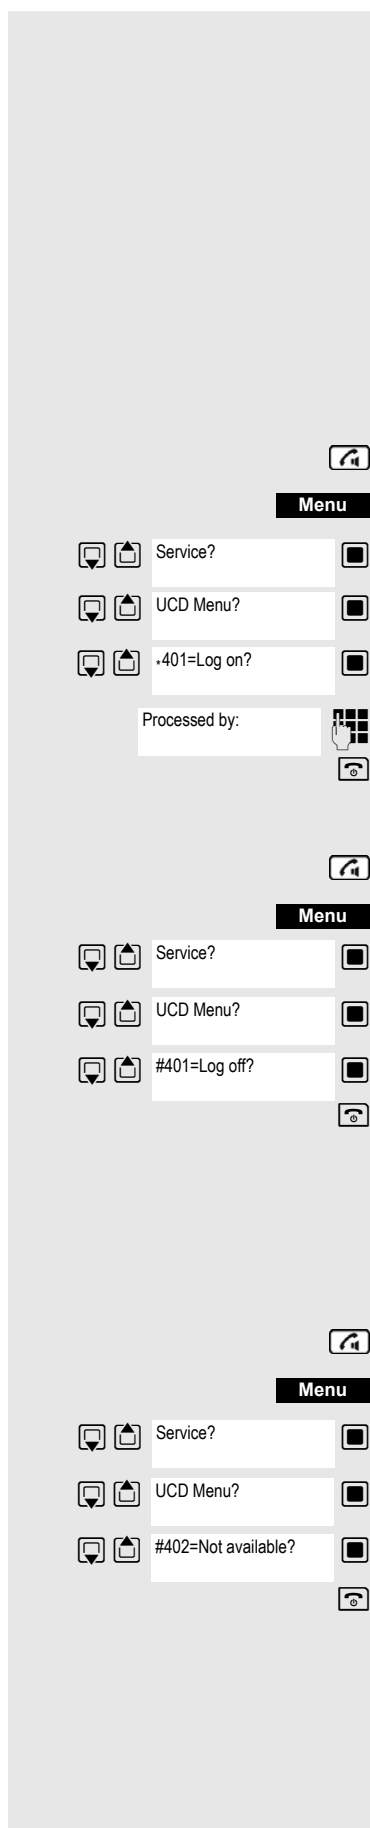 Menu
Service?
UCD Menu?
*401=Log on?
Processed by:
Menu
Service?
UCD Menu?
#401=Log off?
Menu
Service?
UCD Menu?
#402=Not available?